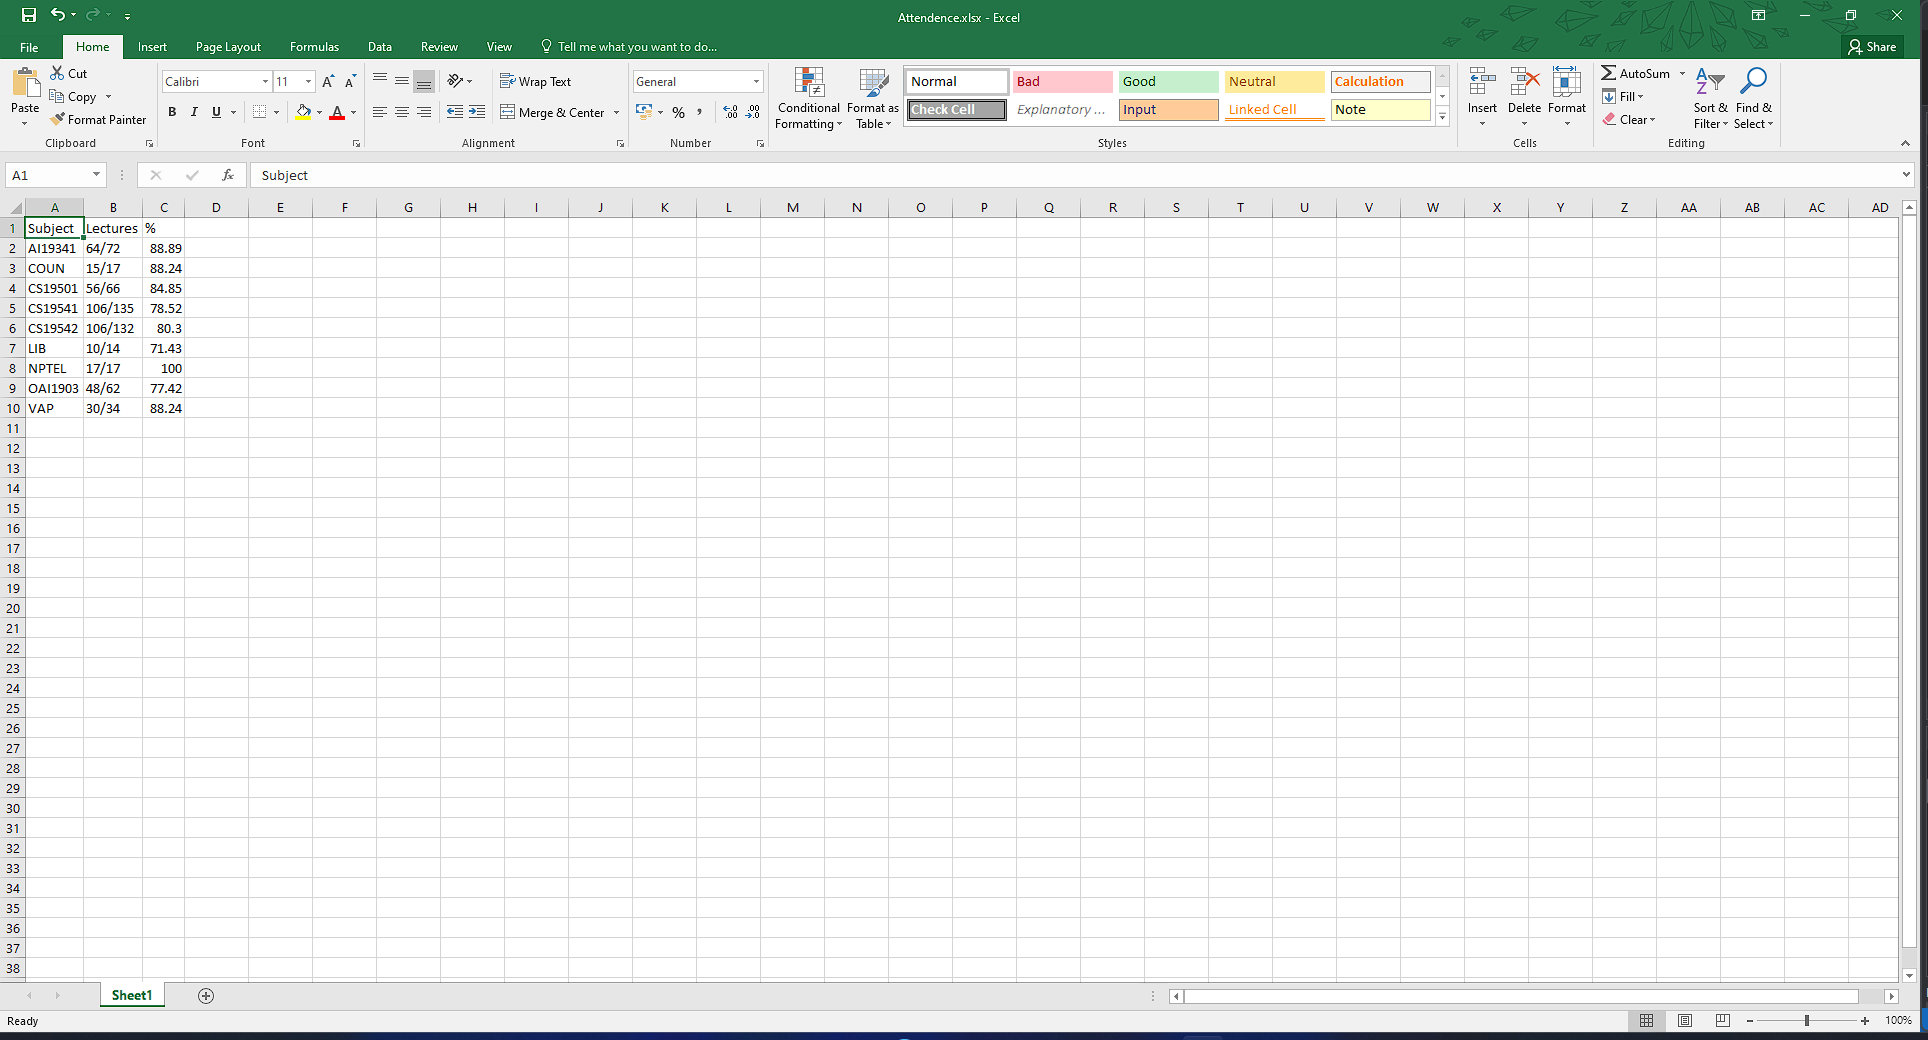 Attendence.xlsx - Excel
File Home Insert Page Layout Formulas Data Review View Tell me what you want to do... Share
Paste
Cut
Copy
Format Painter
Clipboard
Calibri 11 A A
B I U A
Font
Wrap Text
Merge & Center
Alignment
General
% ,
Number
Conditional Formatting
Format as Table
Normal Bad Good Neutral Calculation
Check Cell Explanatory ... Input Linked Cell Note
Styles
Insert Delete Format
Cells
AutoSum
Fill
Clear
Sort & Filter
Find & Select
Editing
A1 fx Subject
A B C D E F G H I J K L M N O P Q R S T U V W X Y Z AA AB AC AD
1 Subject Lectures %
2 AI19341 64/72 88.89
3 COUN 15/17 88.24
4 CS19501 56/66 84.85
5 CS19541 106/135 78.52
6 CS19542 106/132 80.3
7 LIB 10/14 71.43
8 NPTEL 17/17 100
9 OAI1903 48/62 77.42
10 VAP 30/34 88.24
11
12
13
14
15
16
17
18
19
20
21
22
23
24
25
26
27
28
29
30
31
32
33
34
35
36
37
38
Sheet1
Ready 100%